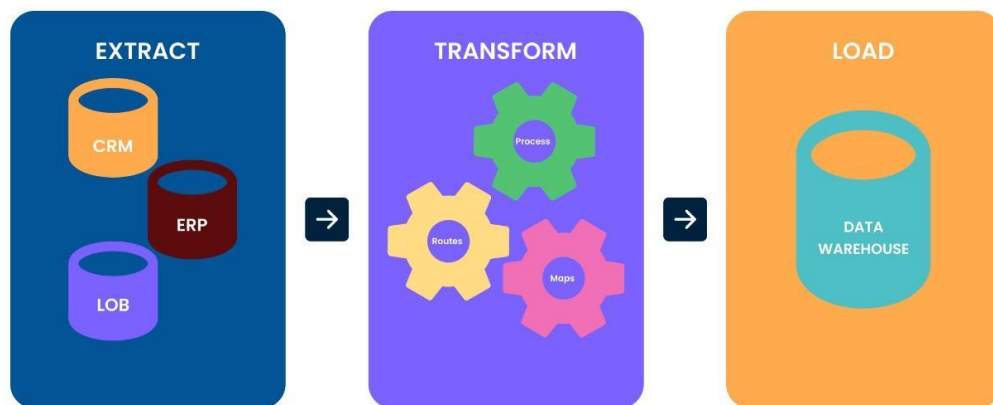 EXTRACT
CRM
ERP
LOB
TRANSFORM
Process
Routes
Maps
LOAD
DATA
WAREHOUSE